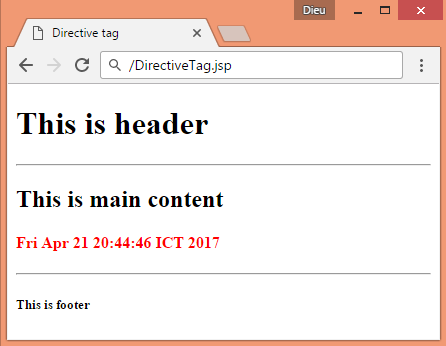 Dieu
Directive tag
/DirectiveTag.jsp
This is header
This is main content
Fri Apr 21 20:44:46 ICT 2017
This is footer